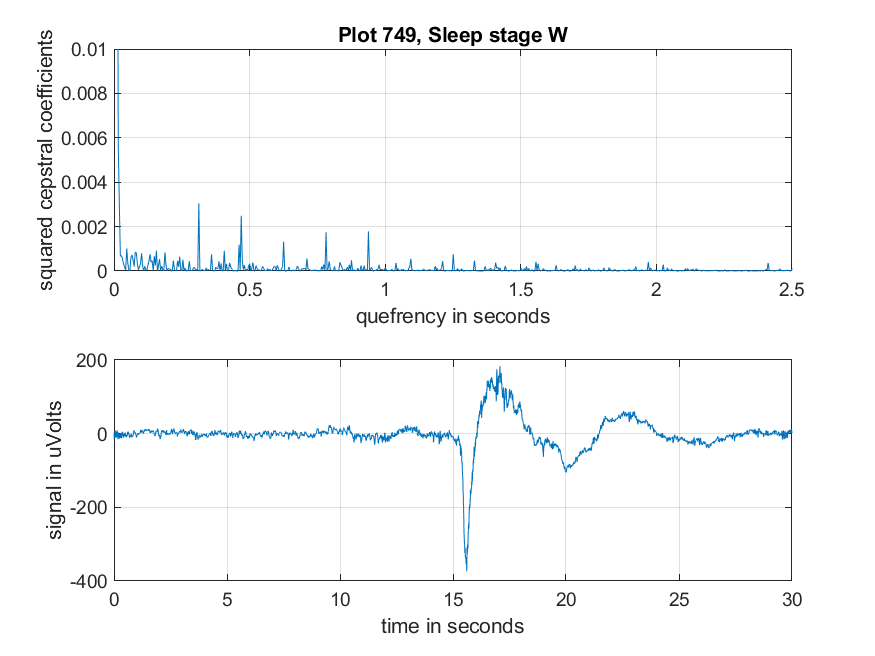 Plot 749, Sleep stage W
squared cepstral coefficients
0.01
0.008
0.006
0.004
0.002
0
0 0.5 1 1.5 2 2.5
quefrency in seconds
signal in uVolts
200
0
-200
-400
0 5 10 15 20 25 30
time in seconds